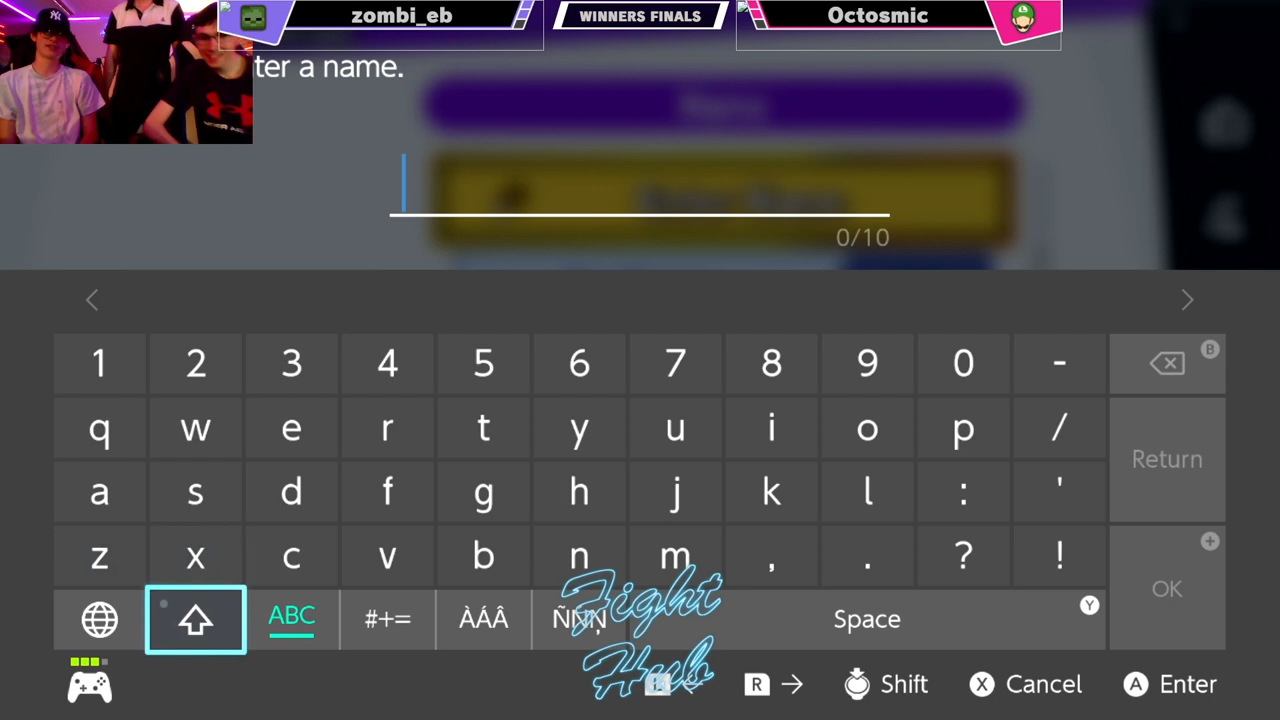 zombi_eb
WINNERS FINALS
Octosmic
ter a name.
0/10
1 2 3 4 5 6 7 8 9 0 -
B
q w e r t y u i o p /
Return
a s d f g h j k l : '
z x c v b n m , . ? !
+
OK
ABC #+= ÀÁÂ Space Y
Fight
Hub
R → Shift X Cancel A Enter